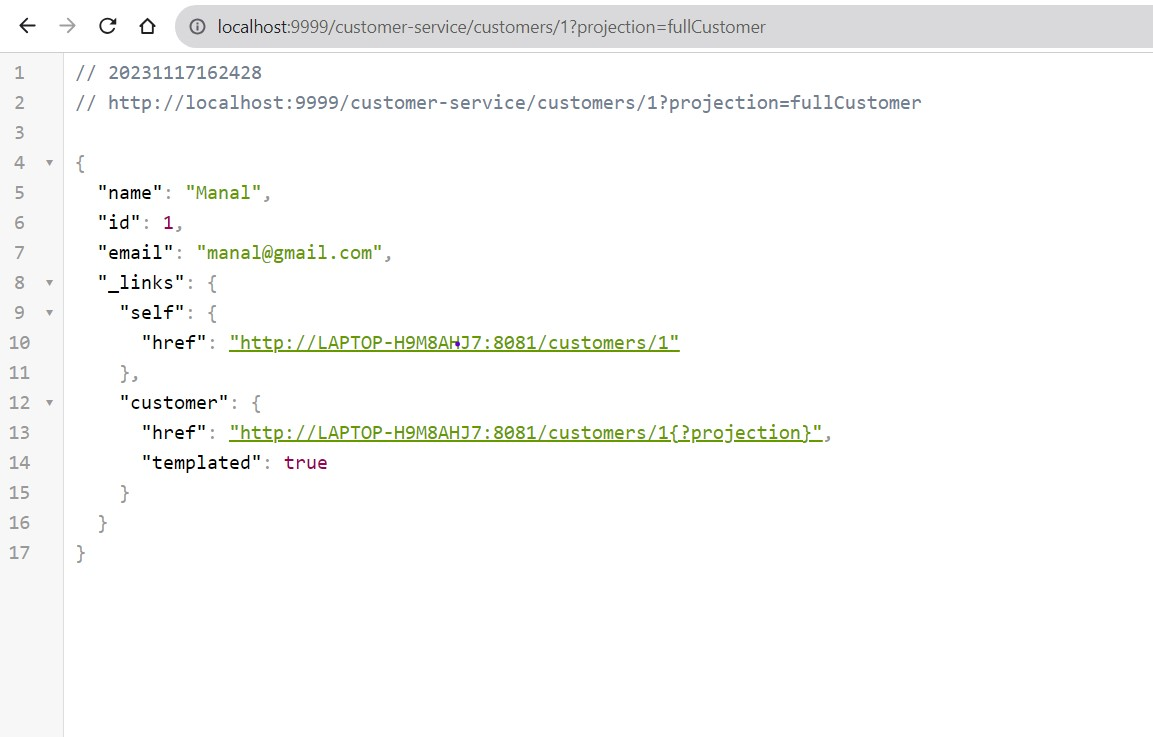 localhost:9999/customer-service/customers/1?projection=fullCustomer
1 // 20231117162428
2 // http://localhost:9999/customer-service/customers/1?projection=fullCustomer
3
4 {
5 "name": "Manal",
6 "id": 1,
7 "email": "manal@gmail.com",
8 "_links": {
9 "self": {
10 "href": "http://LAPTOP-H9M8AHJ7:8081/customers/1"
11 },
12 "customer": {
13 "href": "http://LAPTOP-H9M8AHJ7:8081/customers/1{?projection}",
14 "templated": true
15 }
16 }
17 }